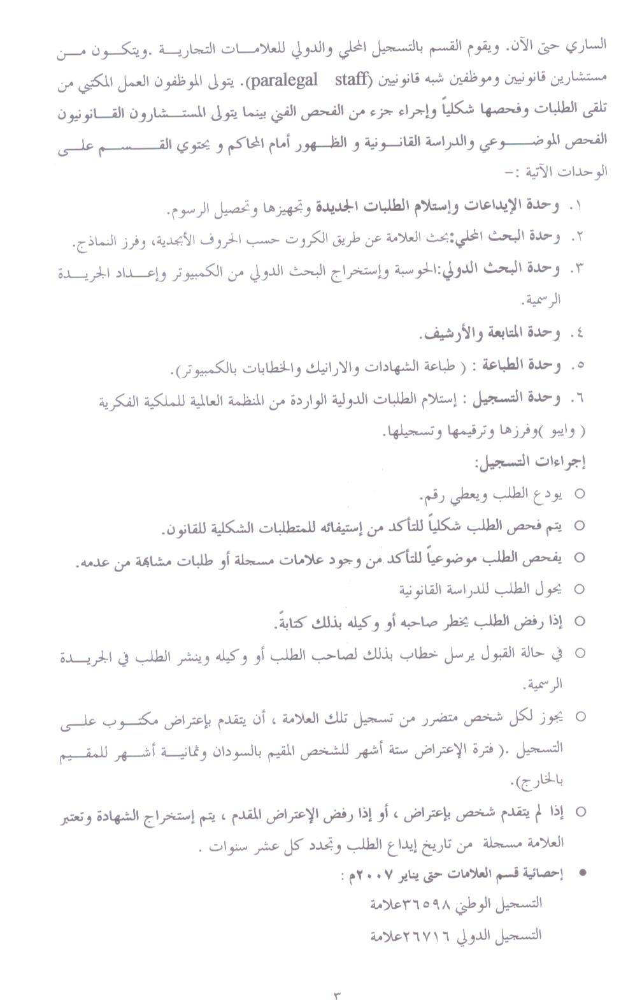 الساري حتى الآن. ويقوم القسم بالتسجيل المحلي والدولي للعلامات التجارية .ويتكون من
مستشارين قانونيين وموظفين شبه قانونيين (paralegal staff). يتولى الموظفون العمل المكتبي من
تلقى الطلبات وفحصها شكلياً وإجراء جزء من الفحص الفني بينما يتولى المستشارون القانونيون
الفحص الموضوعي والدراسة القانونية و الظهور أمام المحاكم و يحتوي القسم على
الوحدات الآتية :–
١. وحدة الإيداعات وإستلام الطلبات الجديدة وتجهيزها وتحصيل الرسوم.
٢. وحدة البحث المحلي:بحث العلامة عن طريق الكروت حسب الحروف الأبجدية، وفرز النماذج.
٣. وحدة البحث الدولي:الحوسبة وإستخراج البحث الدولي من الكمبيوتر وإعداد الجريدة
الرسمية.
٤. وحدة المتابعة والأرشيف.
٥. وحدة الطباعة : ( طباعة الشهادات والارانيك والخطابات بالكمبيوتر).
٦. وحدة التسجيل : إستلام الطلبات الدولية الواردة من المنظمة العالمية للملكية الفكرية
( وايبو )وفرزها وترقيمها وتسجيلها.
إجراءات التسجيل:
○ يودع الطلب ويعطي رقم.
○ يتم فحص الطلب شكلياً للتأكد من إستيفائه للمتطلبات الشكلية للقانون.
○ يفحص الطلب موضوعياً للتأكد من وجود علامات مسجلة أو طلبات مشابهة من عدمه.
○ يحول الطلب للدراسة القانونية
○ إذا رفض الطلب يخطر صاحبه أو وكيله بذلك كتابةً.
○ في حالة القبول يرسل خطاب بذلك لصاحب الطلب أو وكيله وينشر الطلب في الجريدة
الرسمية.
○ يجوز لكل شخص متضرر من تسجيل تلك العلامة ، أن يتقدم بإعتراض مكتوب على
التسجيل .( فترة الإعتراض ستة أشهر للشخص المقيم بالسودان وثمانية أشهر للمقيم
بالخارج).
○ إذا لم يتقدم شخص بإعتراض ، أو إذا رفض الإعتراض المقدم ، يتم إستخراج الشهادة وتعتبر
العلامة مسجلة من تاريخ إيداع الطلب وتجدد كل عشر سنوات .
● إحصائية قسم العلامات حتى يناير ٢٠٠٧م :
التسجيل الوطني ٣٦٥٩٨علامة
التسجيل الدولي ٢٦٧١٦علامة
٣